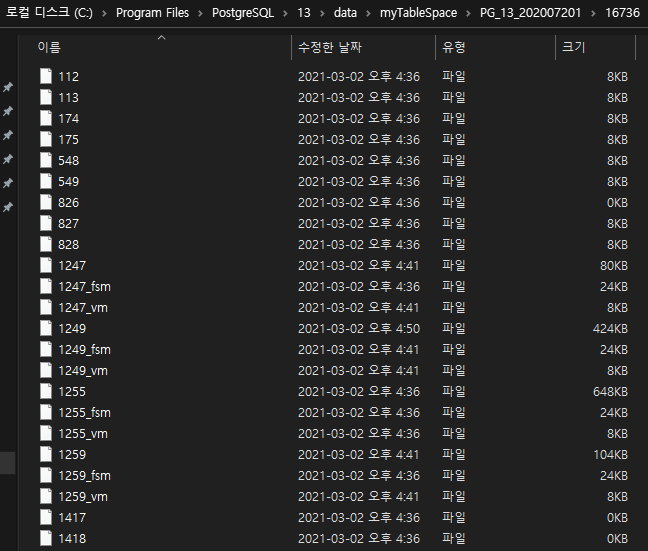 로컬 디스크 (C:) > Program Files > PostgreSQL > 13 > data > myTableSpace > PG_13_202007201 > 16736
이름 수정한 날짜 유형 크기
112 2021-03-02 오후 4:36 파일 8KB
113 2021-03-02 오후 4:36 파일 8KB
174 2021-03-02 오후 4:36 파일 8KB
175 2021-03-02 오후 4:36 파일 8KB
548 2021-03-02 오후 4:36 파일 8KB
549 2021-03-02 오후 4:36 파일 8KB
826 2021-03-02 오후 4:36 파일 0KB
827 2021-03-02 오후 4:36 파일 8KB
828 2021-03-02 오후 4:36 파일 8KB
1247 2021-03-02 오후 4:41 파일 80KB
1247_fsm 2021-03-02 오후 4:36 파일 24KB
1247_vm 2021-03-02 오후 4:41 파일 8KB
1249 2021-03-02 오후 4:50 파일 424KB
1249_fsm 2021-03-02 오후 4:41 파일 24KB
1249_vm 2021-03-02 오후 4:41 파일 8KB
1255 2021-03-02 오후 4:36 파일 648KB
1255_fsm 2021-03-02 오후 4:36 파일 24KB
1255_vm 2021-03-02 오후 4:36 파일 8KB
1259 2021-03-02 오후 4:41 파일 104KB
1259_fsm 2021-03-02 오후 4:36 파일 24KB
1259_vm 2021-03-02 오후 4:41 파일 8KB
1417 2021-03-02 오후 4:36 파일 0KB
1418 2021-03-02 오후 4:36 파일 0KB